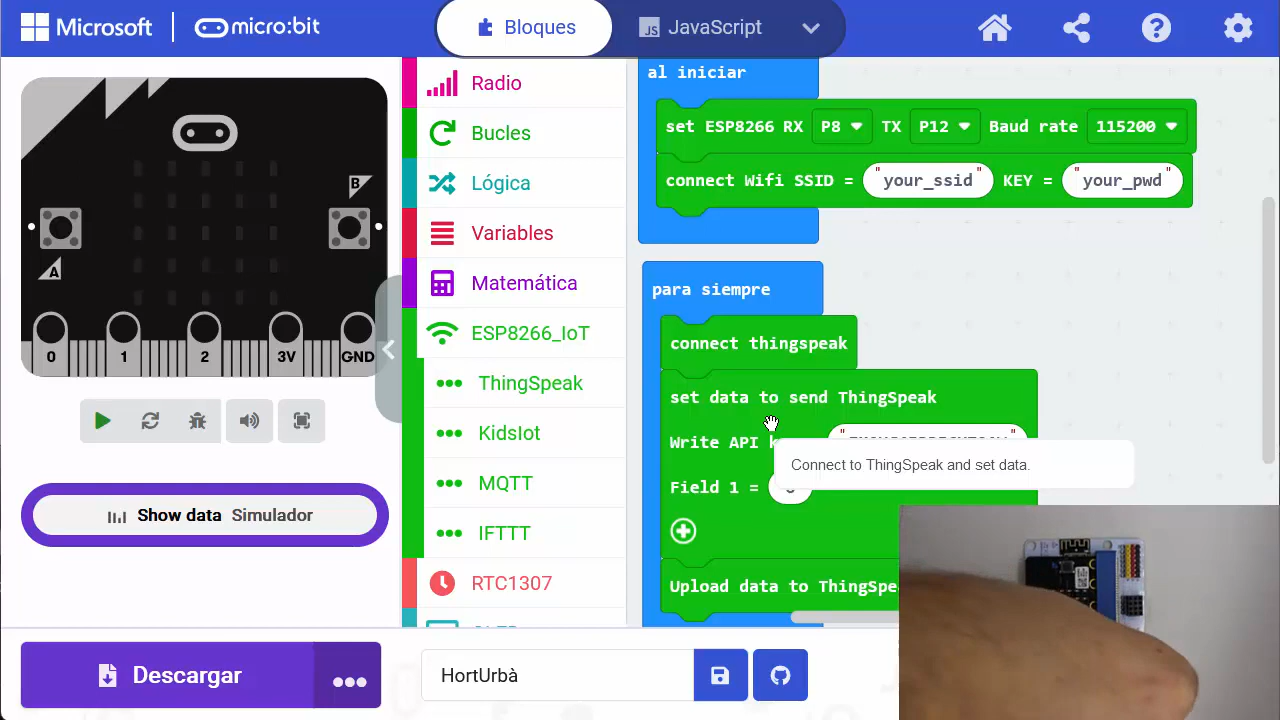 Microsoft
micro:bit
Bloques
JavaScript
B
A
0 1 2 3V GND
Show data Simulador
Radio
Bucles
Lógica
Variables
Matemática
ESP8266_IoT
ThingSpeak
KidsIot
MQTT
IFTTT
RTC1307
al iniciar
set ESP8266 RX P8 TX P12 Baud rate 115200
connect Wifi SSID = "your_ssid" KEY = "your_pwd"
para siempre
connect thingspeak
set data to send ThingSpeak
Write API
Connect to ThingSpeak and set data.
Field 1 =
Upload data to ThingSpe
Descargar
HortUrbà